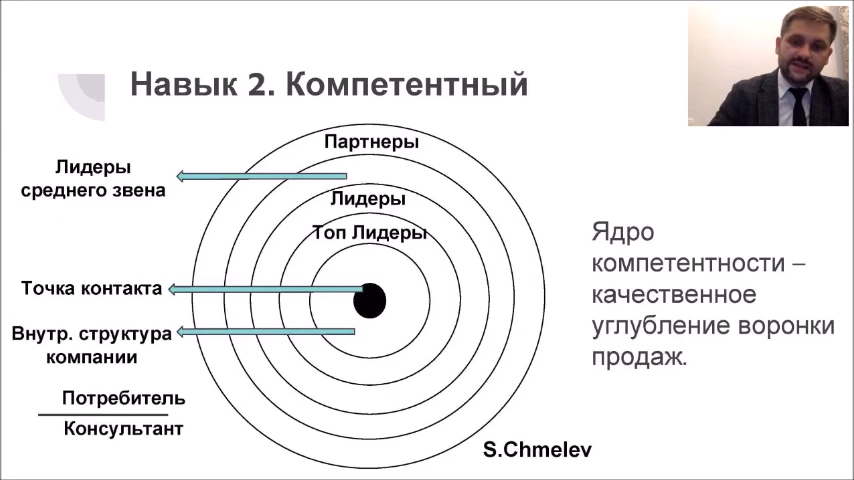 Навык 2. Компетентный
Партнеры
Лидеры
среднего звена
Лидеры
Топ Лидеры
Точка контакта
Внутр. структура
компании
Потребитель
Консультант
S.Chmelev
Ядро
компетентности –
качественное
углубление воронки
продаж.